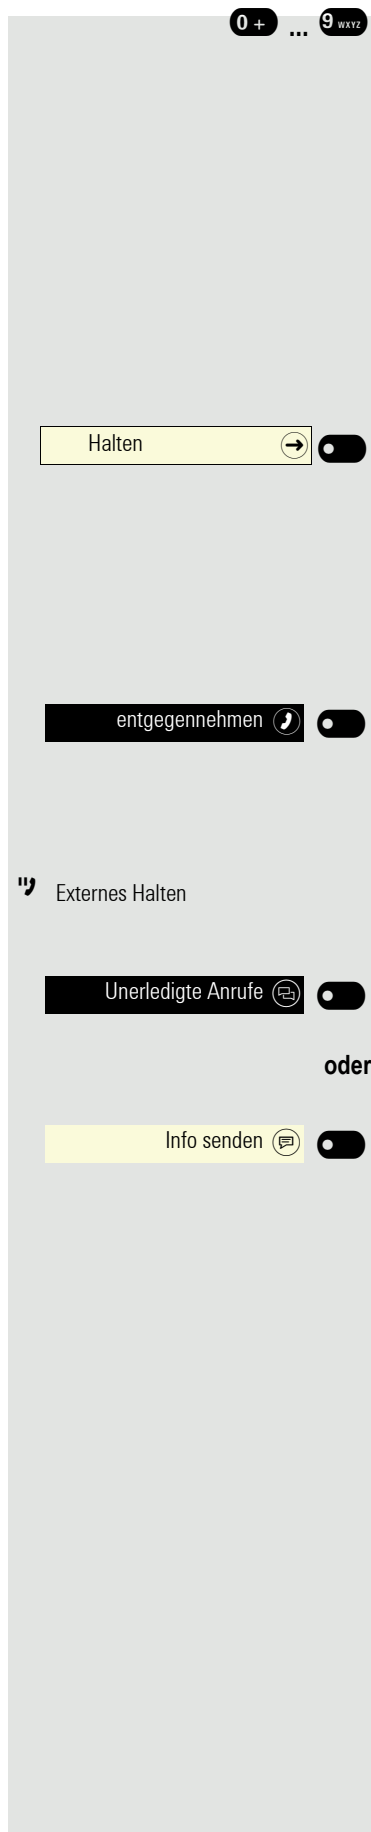 0 + ... 9 WXYZ
Halten
entgegennehmen
Externes Halten
Unerledigte Anrufe
oder
Info senden